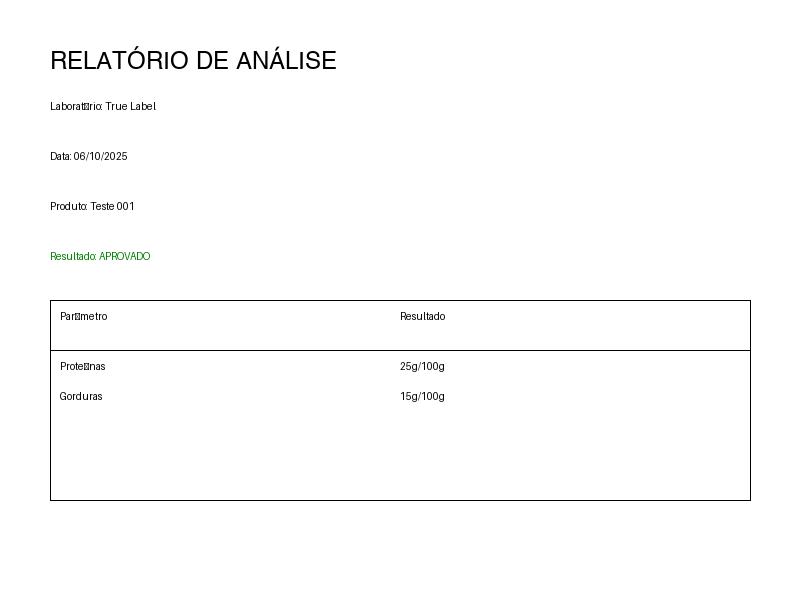 RELATÓRIO DE ANÁLISE
Laborat□rio: True Label
Data: 06/10/2025
Produto: Teste 001
Resultado: APROVADO
Par□metro Resultado
Prote□nas 25g/100g
Gorduras 15g/100g